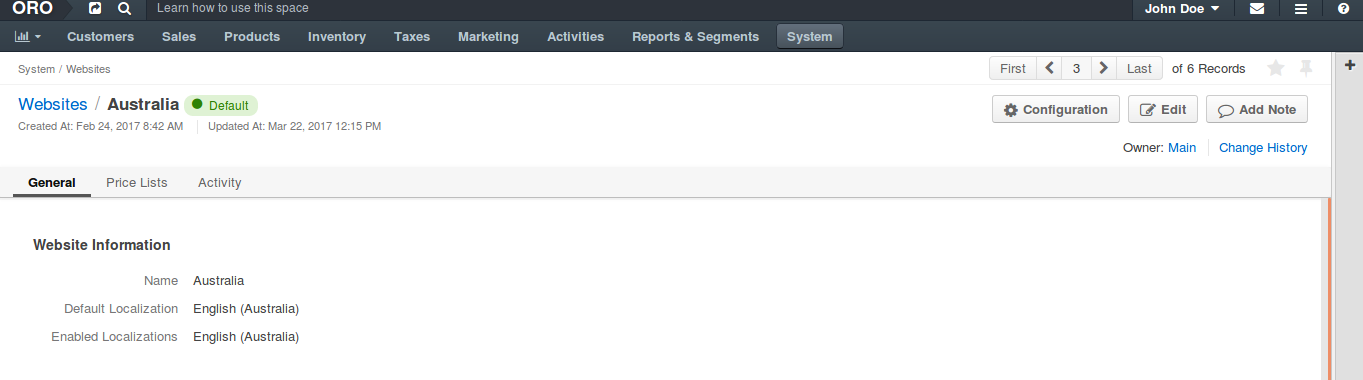 ORO Learn how to use this space John Doe
Customers Sales Products Inventory Taxes Marketing Activities Reports & Segments System
System / Websites First 3 Last of 6 Records
Websites / Australia Default Configuration Edit Add Note
Created At: Feb 24, 2017 8:42 AM Updated At: Mar 22, 2017 12:15 PM
Owner: Main Change History
General Price Lists Activity
Website Information
Name Australia
Default Localization English (Australia)
Enabled Localizations English (Australia)